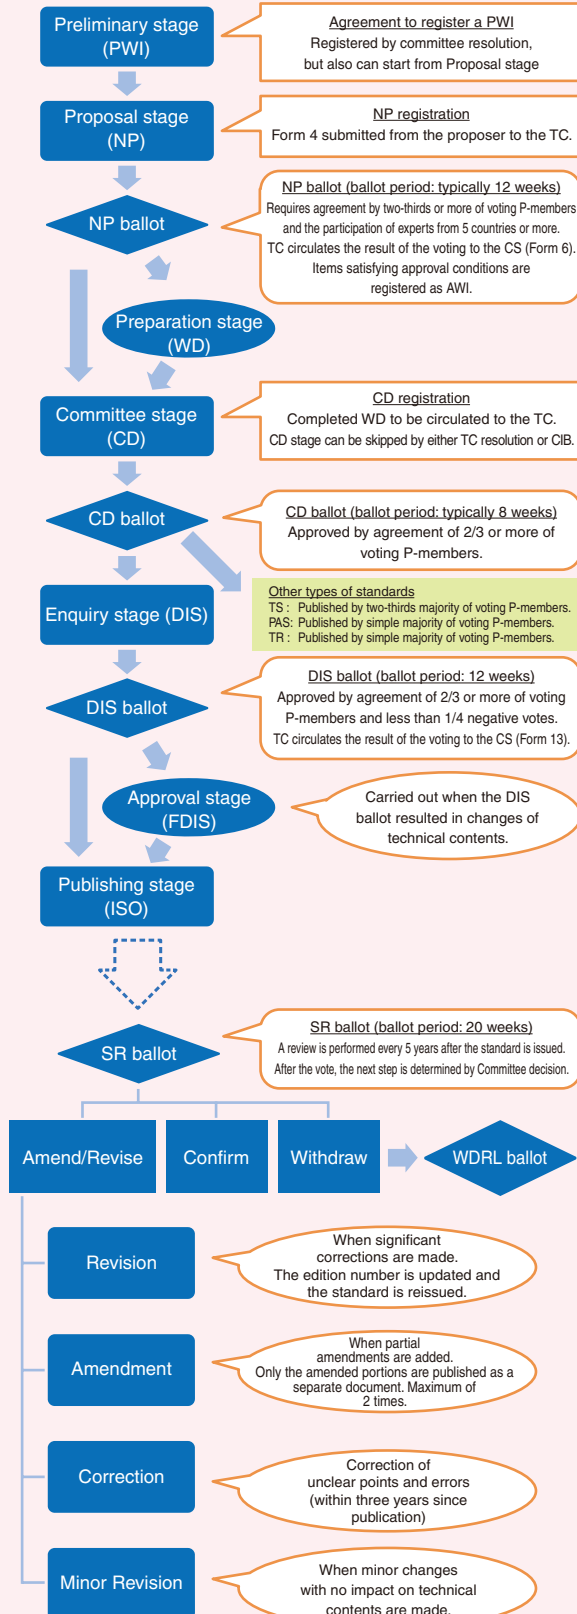 Preliminary stage
(PWI)
Agreement to register a PWI
Registered by committee resolution,
but also can start from Proposal stage
Proposal stage
(NP)
NP registration
Form 4 submitted from the proposer to the TC.
NP ballot
NP ballot (ballot period: typically 12 weeks)
Requires agreement by two-thirds or more of voting P-members
and the participation of experts from 5 countries or more.
TC circulates the result of the voting to the CS (Form 6).
Items satisfying approval conditions are
registered as AWI.
Preparation stage
(WD)
Committee stage
(CD)
CD registration
Completed WD to be circulated to the TC.
CD stage can be skipped by either TC resolution or CIB.
CD ballot
CD ballot (ballot period: typically 8 weeks)
Approved by agreement of 2/3 or more of
voting P-members.
Other types of standards
TS : Published by two-thirds majority of voting P-members.
PAS: Published by simple majority of voting P-members.
TR : Published by simple majority of voting P-members.
Enquiry stage (DIS)
DIS ballot
DIS ballot (ballot period: 12 weeks)
Approved by agreement of 2/3 or more of voting
P-members and less than 1/4 negative votes.
TC circulates the result of the voting to the CS (Form 13).
Approval stage
(FDIS)
Carried out when the DIS
ballot resulted in changes of
technical contents.
Publishing stage
(ISO)
SR ballot
SR ballot (ballot period: 20 weeks)
A review is performed every 5 years after the standard is issued.
After the vote, the next step is determined by Committee decision.
Amend/Revise
Confirm
Withdraw
WDRL ballot
Revision
When significant
corrections are made.
The edition number is updated and
the standard is reissued.
Amendment
When partial
amendments are added.
Only the amended portions are published as a
separate document. Maximum of
2 times.
Correction
Correction of
unclear points and errors
(within three years since
publication)
Minor Revision
When minor changes
with no impact on technical
contents are made.